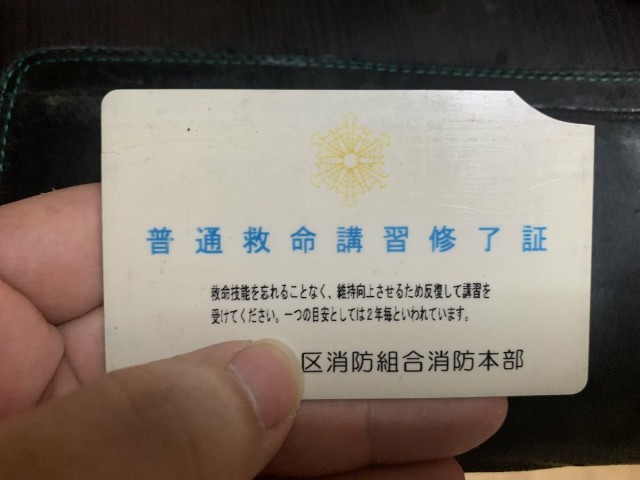 普通救命講習修了証
救命技能を忘れることなく、維持向上させるため反復して講習を
受けてください。一つの目安としては2年毎といわれています。
区消防組合消防本部